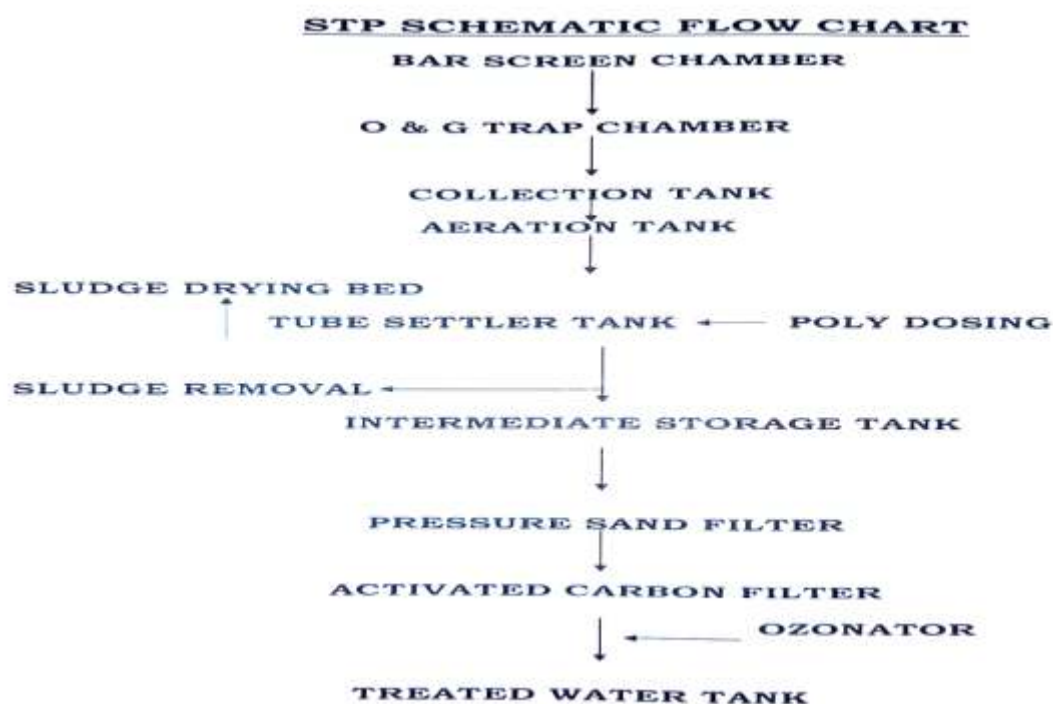 STP SCHEMATIC FLOW CHART
BAR SCREEN CHAMBER
O & G TRAP CHAMBER
COLLECTION TANK
AERATION TANK
SLUDGE DRYING BED
TUBE SETTLER TANK
POLY DOSING
SLUDGE REMOVAL
INTERMEDIATE STORAGE TANK
PRESSURE SAND FILTER
ACTIVATED CARBON FILTER
OZONATOR
TREATED WATER TANK